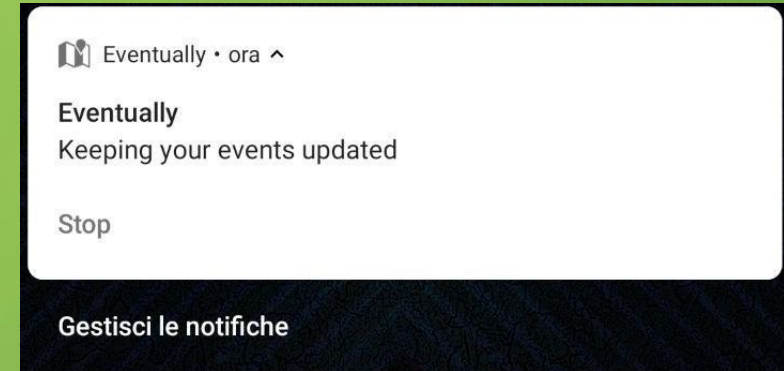 Eventually • ora
Eventually
Keeping your events updated
Stop
Gestisci le notifiche